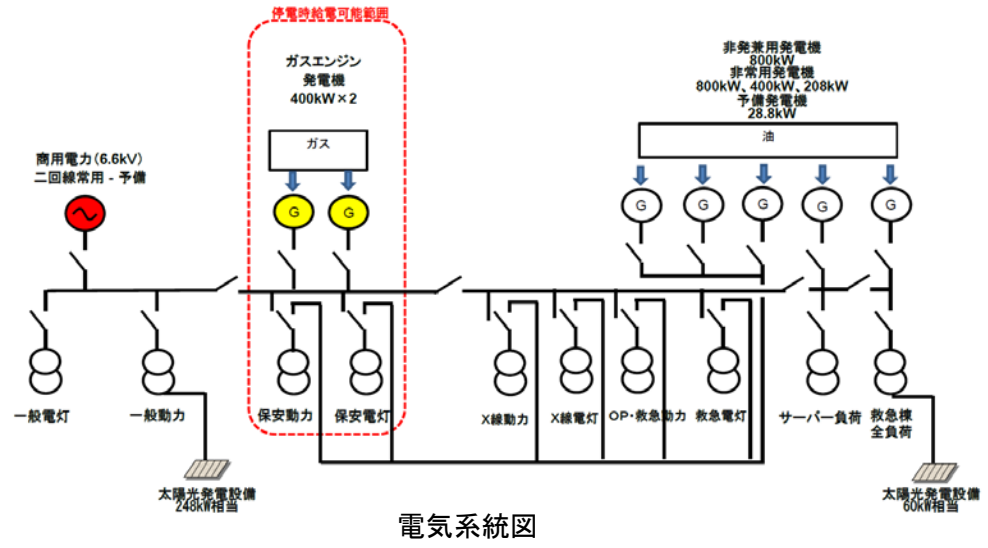 停電時給電可能範囲
ガスエンジン
発電機
400kW×2
ガス
非発兼用発電機
800kW
非常用発電機
800kW、400kW、208kW
予備発電機
28.8kW
油
商用電力(6.6kV)
二回線常用 - 予備
G
G
G
G
G
G
G
一般電灯
一般動力
保安動力
保安電灯
X線動力
X線電灯
OP・救急動力
救急電灯
サーバー負荷
救急棟
全負荷
太陽光発電設備
248kW相当
太陽光発電設備
60kW相当
電気系統図